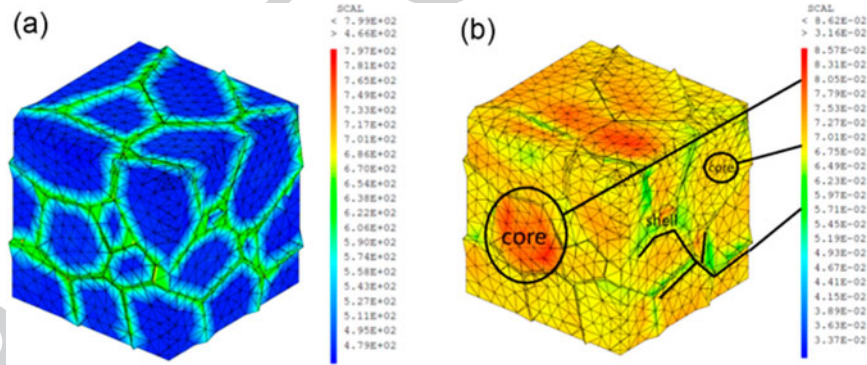 (a)
SCAL
< 7.99E+02
> 4.66E+02
7.97E+02
7.81E+02
7.65E+02
7.49E+02
7.33E+02
7.17E+02
7.01E+02
6.86E+02
6.70E+02
6.54E+02
6.38E+02
6.22E+02
6.06E+02
5.90E+02
5.74E+02
5.58E+02
5.43E+02
5.27E+02
5.11E+02
4.95E+02
4.79E+02
(b)
core
core
shell
SCAL
< 8.62E-02
> 3.16E-02
8.57E-02
8.31E-02
8.05E-02
7.79E-02
7.53E-02
7.27E-02
7.01E-02
6.75E-02
6.49E-02
6.23E-02
5.97E-02
5.71E-02
5.45E-02
5.19E-02
4.93E-02
4.67E-02
4.41E-02
4.15E-02
3.89E-02
3.63E-02
3.37E-02